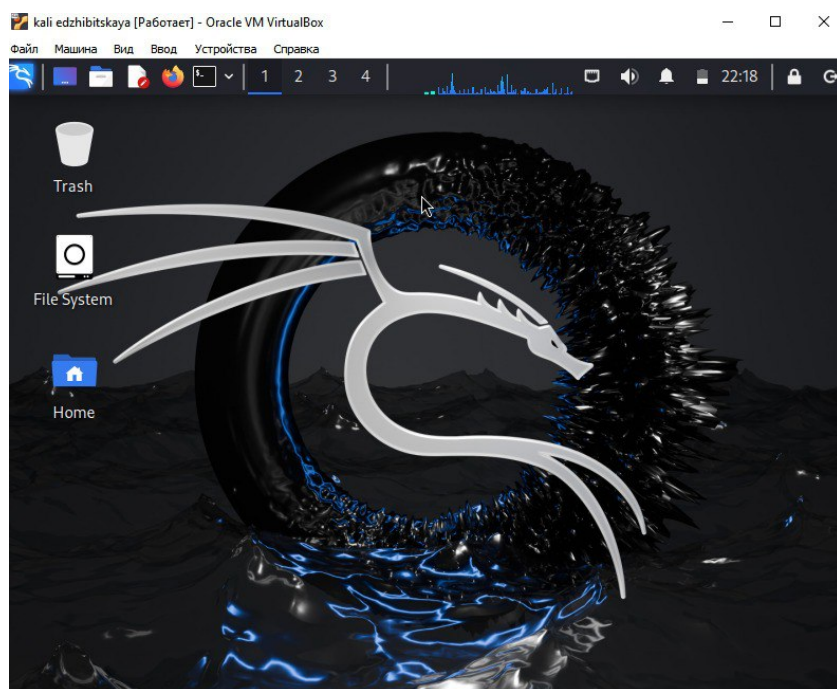 kali edzhibitskaya [Работает] - Oracle VM VirtualBox
Файл Машина Вид Ввод Устройства Справка
1 2 3 4 22:18
Trash
File System
Home